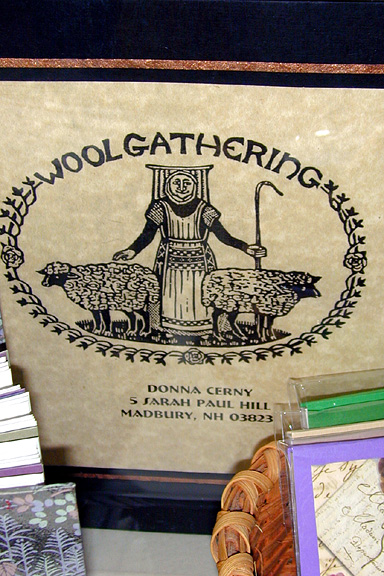 WOOLGATHERING
DONNA CERNY
5 SARAH PAUL HILL
MADBURY, NH 03823